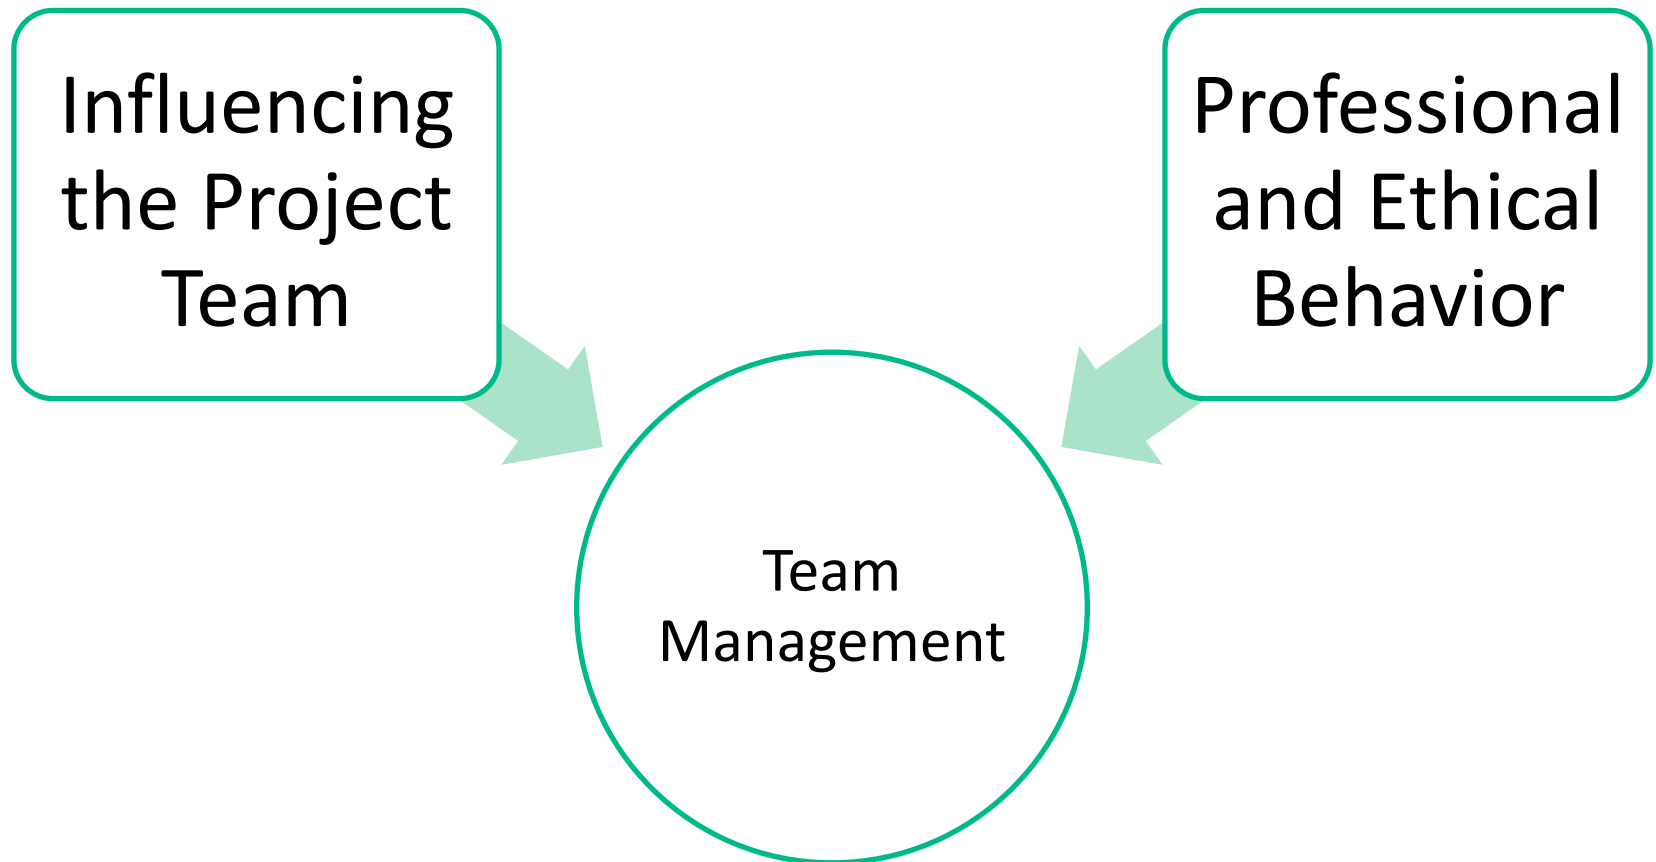 Influencing
the Project
Team
Professional
and Ethical
Behavior
Team
Management